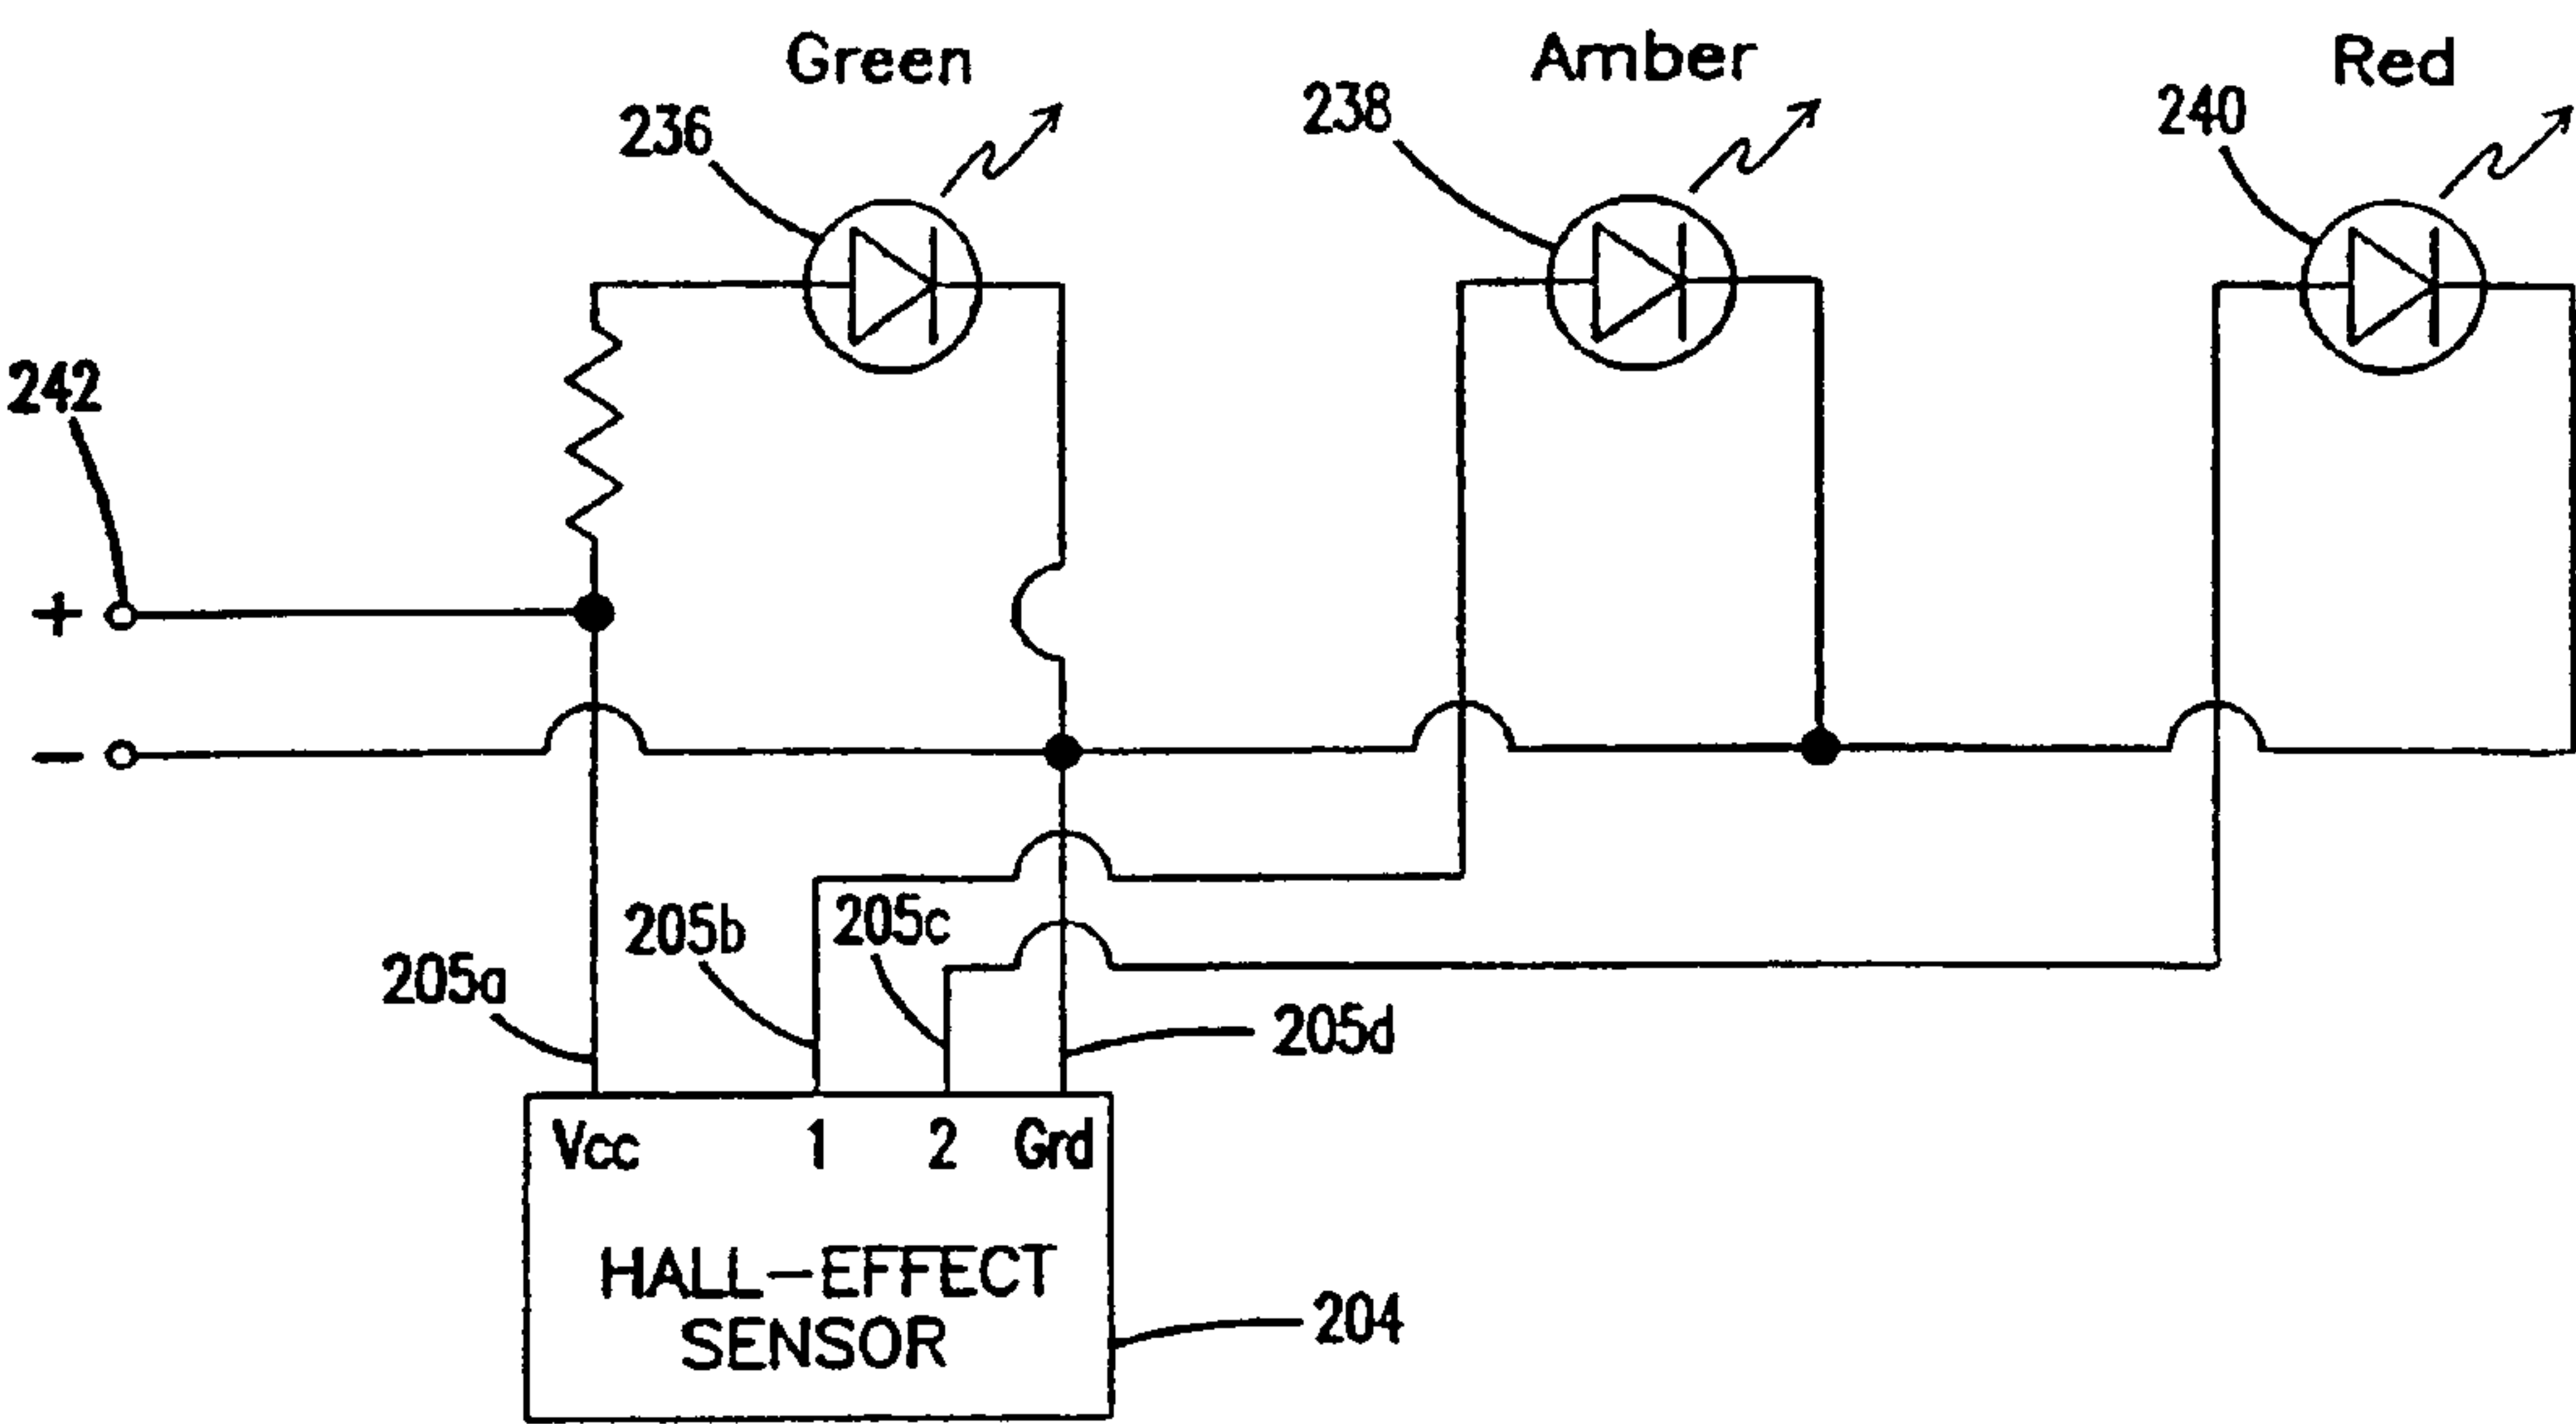 Green
Amber
Red
236
238
240
242
+
−
205a
205b
205c
205d
Vcc 1 2 Grd
HALL-EFFECT
SENSOR
204